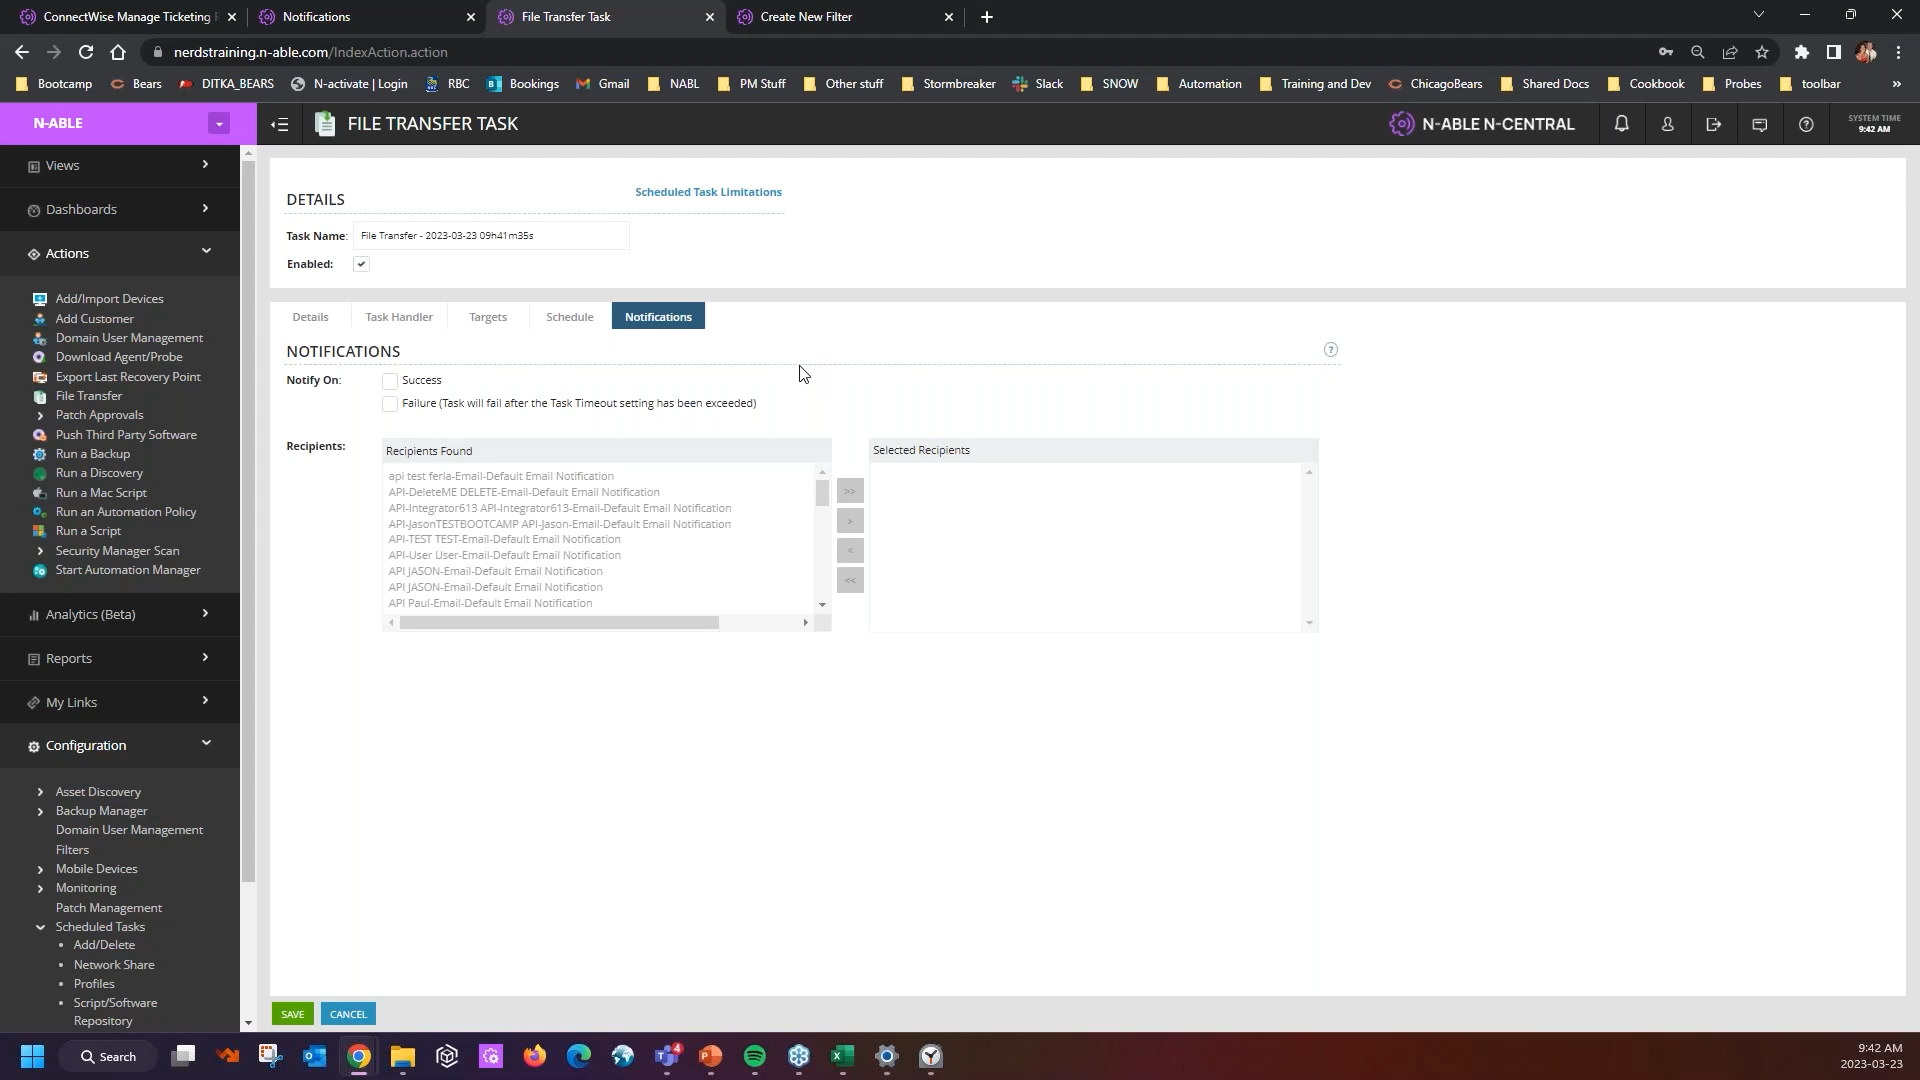 ConnectWise Manage Ticketing
Notifications
File Transfer Task
Create New Filter
nerdstraining.n-able.com/IndexAction.action
Bootcamp
Bears
DITKA_BEARS
N-activate | Login
RBC
Bookings
Gmail
NABL
PM Stuff
Other stuff
Stormbreaker
Slack
SNOW
Automation
Training and Dev
ChicagoBears
Shared Docs
Cookbook
Probes
toolbar
N-ABLE
FILE TRANSFER TASK
N-ABLE N-CENTRAL
SYSTEM TIME
9:42 AM
Views
Dashboards
Actions
Add/Import Devices
Add Customer
Domain User Management
Download Agent/Probe
Export Last Recovery Point
File Transfer
Patch Approvals
Push Third Party Software
Run a Backup
Run a Discovery
Run a Mac Script
Run an Automation Policy
Run a Script
Security Manager Scan
Start Automation Manager
Analytics (Beta)
Reports
My Links
Configuration
Asset Discovery
Backup Manager
Domain User Management
Filters
Mobile Devices
Monitoring
Patch Management
Scheduled Tasks
Add/Delete
Network Share
Profiles
Script/Software
Repository
DETAILS
Scheduled Task Limitations
Task Name: File Transfer - 2023-03-23 09h41m35s
Enabled:
Details
Task Handler
Targets
Schedule
Notifications
NOTIFICATIONS
?
Notify On:
Success
Failure (Task will fail after the Task Timeout setting has been exceeded)
Recipients:
Recipients Found
api test ferla-Email-Default Email Notification
API-DeleteME DELETE-Email-Default Email Notification
API-Integrator613 API-Integrator613-Email-Default Email Notification
API-JasonTESTBOOTCAMP API-Jason-Email-Default Email Notification
API-TEST TEST-Email-Default Email Notification
API-User User-Email-Default Email Notification
API JASON-Email-Default Email Notification
API JASON-Email-Default Email Notification
API Paul-Email-Default Email Notification
>>
>
<
<<
Selected Recipients
SAVE
CANCEL
Search
4
9:42 AM
2023-03-23